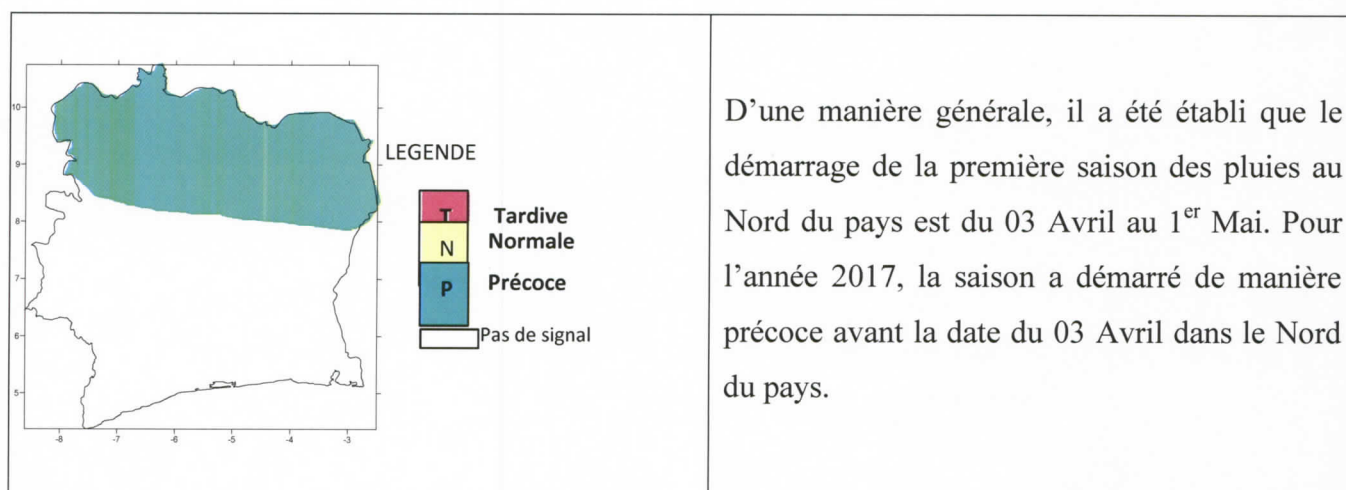 10
9
8
7
6
5
-8 -7 -6 -5 -4 -3
LEGENDE
T Tardive
N Normale
P Précoce
Pas de signal
D’une manière générale, il a été établi que le
démarrage de la première saison des pluies au
Nord du pays est du 03 Avril au 1er Mai. Pour
l’année 2017, la saison a démarré de manière
précoce avant la date du 03 Avril dans le Nord
du pays.